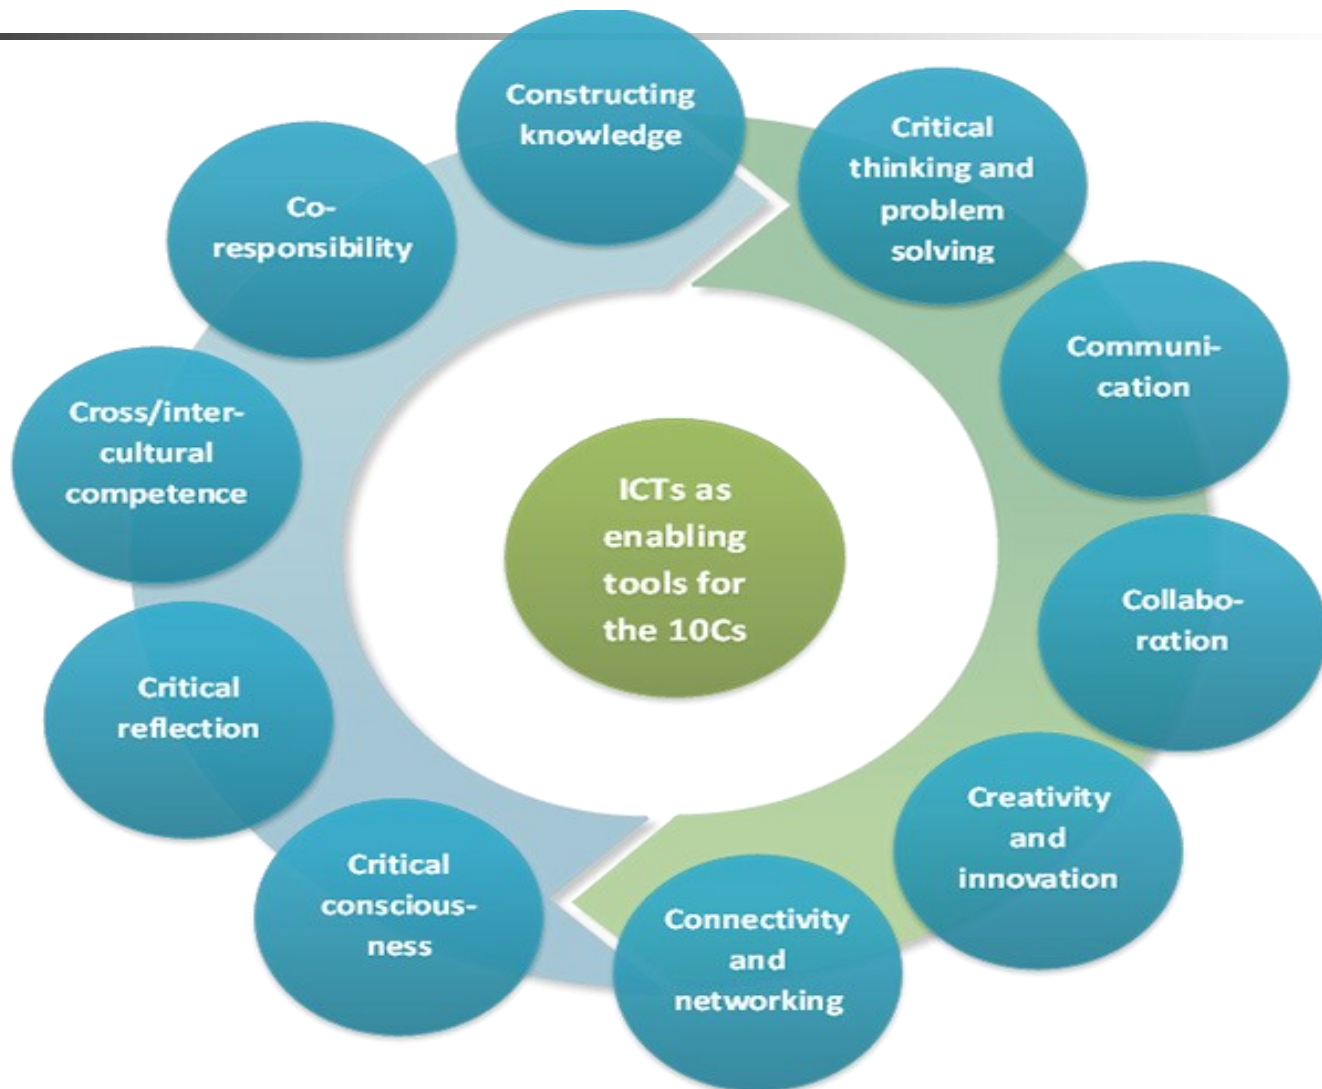 Constructing
knowledge
Critical
thinking and
problem
solving
Communi-
cation
Collabo-
rαtion
Creativity
and
innovation
Connectivity
and
networking
Critical
conscious-
ness
Critical
reflection
Cross/inter-
cultural
competence
Co-
responsibility
ICTs as
enabling
tools for
the 10Cs